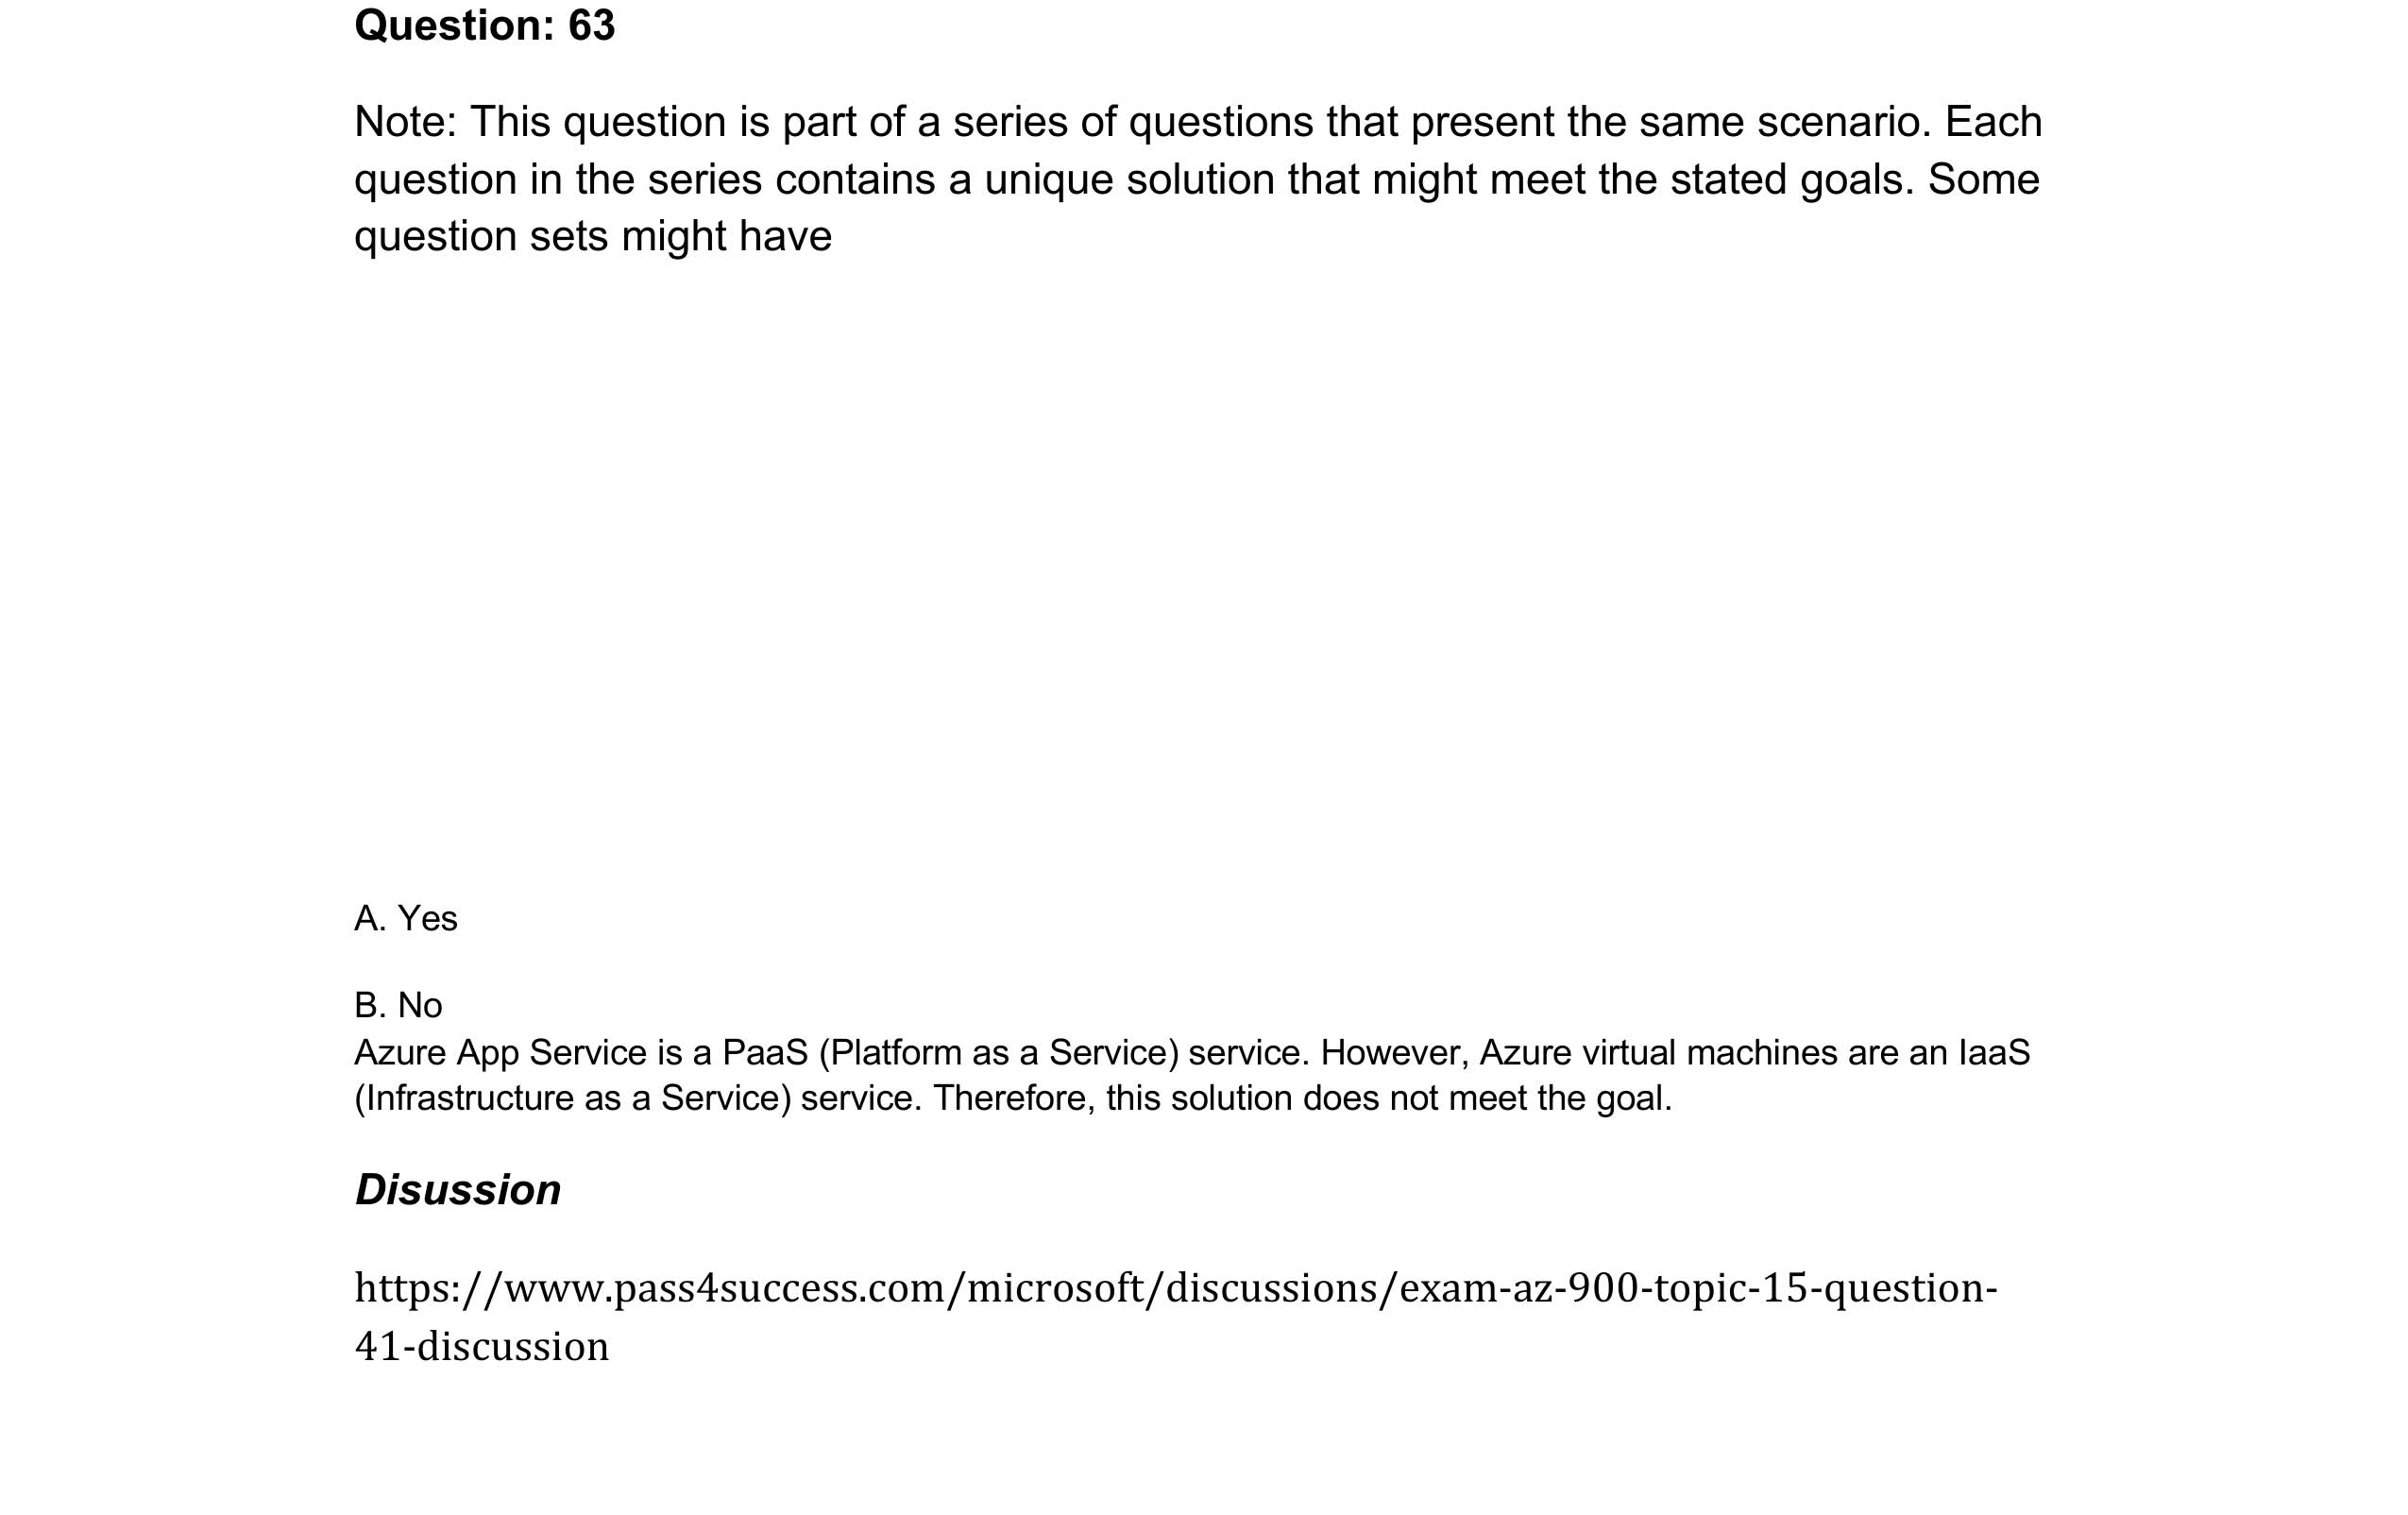 Question: 63
Note: This question is part of a series of questions that present the same scenario. Each
question in the series contains a unique solution that might meet the stated goals. Some
question sets might have
A. Yes
B. No
Azure App Service is a PaaS (Platform as a Service) service. However, Azure virtual machines are an IaaS
(Infrastructure as a Service) service. Therefore, this solution does not meet the goal.
Disussion
https://www.pass4success.com/microsoft/discussions/exam-az-900-topic-15-question-
41-discussion